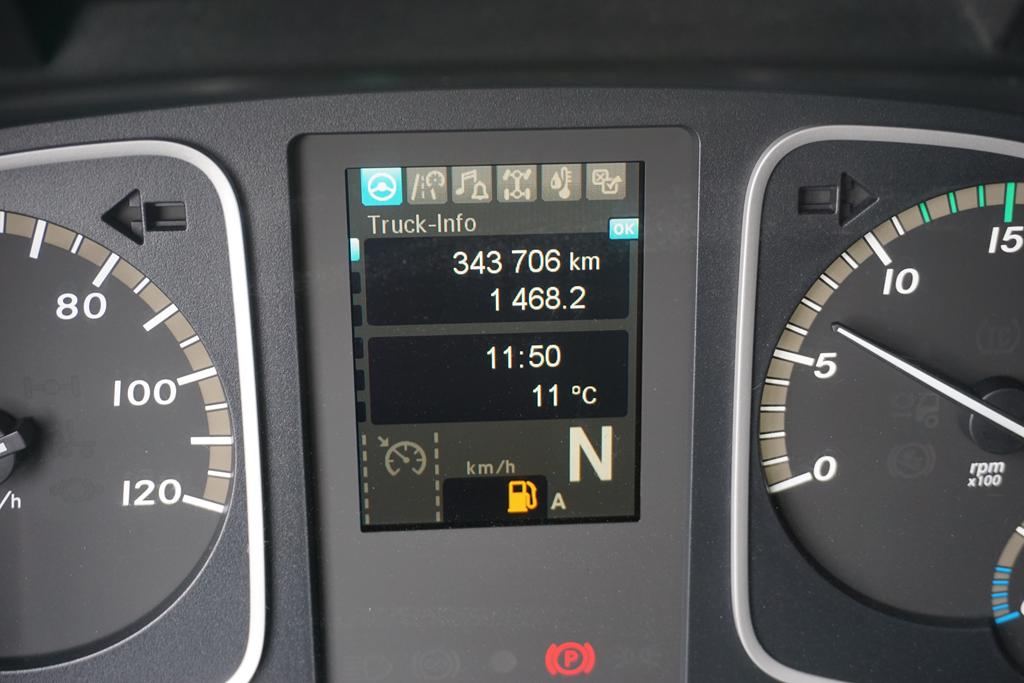 Truck-Info
OK
343 706 km
1 468.2
11:50
11 °C
km/h
N
A
80
100
120
/h
15
10
5
0
rpm
x100
P